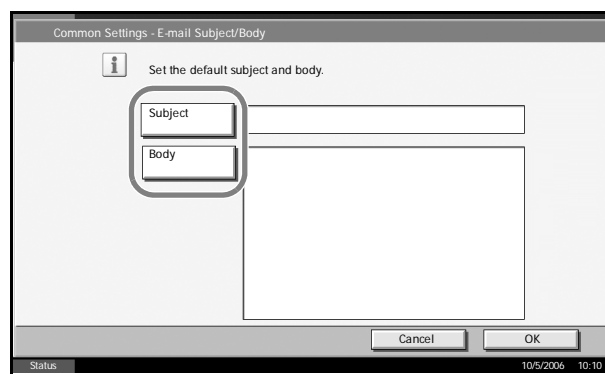 Common Settings - E-mail Subject/Body
Set the default subject and body.
Subject
Body
Cancel OK
Status 10/5/2006 10:10